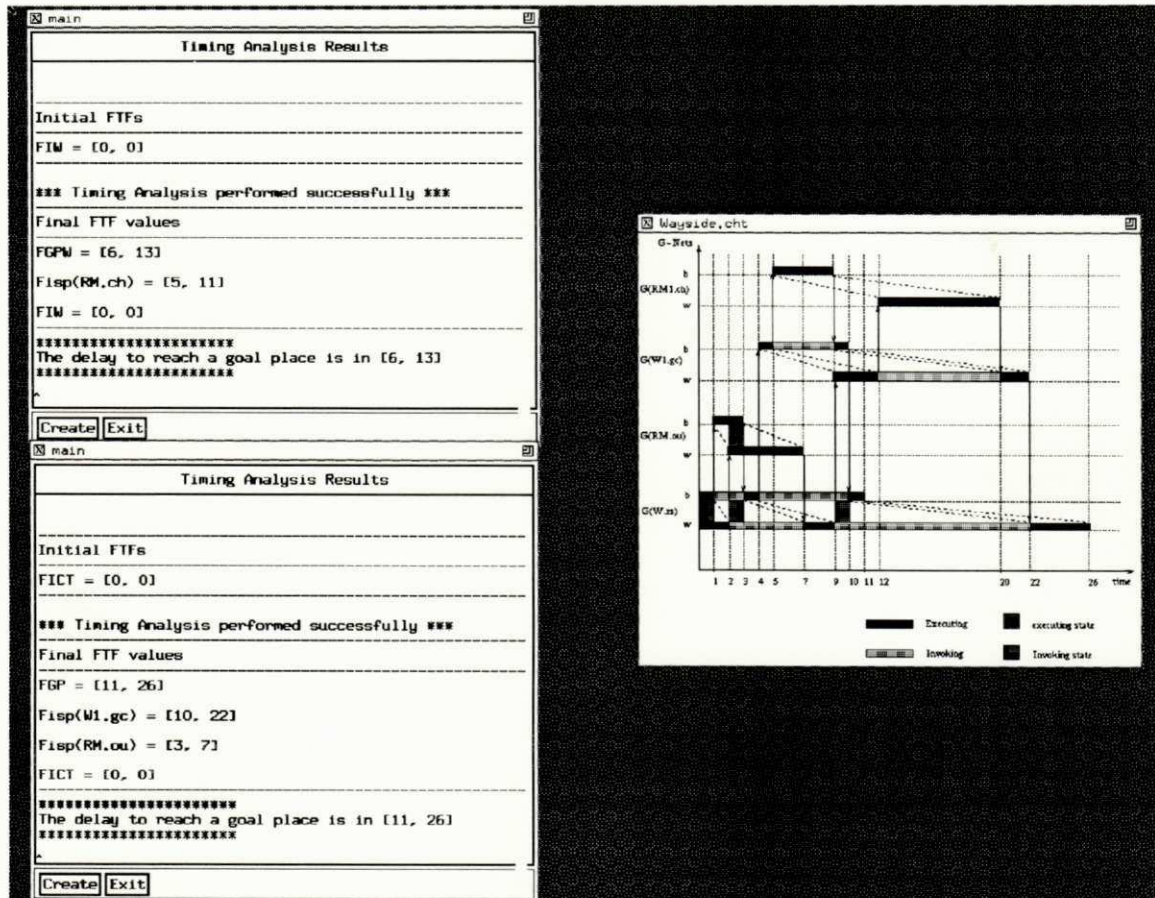 main
Timing Analysis Results
Initial FTFs
FIW = [0, 0]
*** Timing Analysis performed successfully ***
Final FTF values
FGPW = [6, 13]
Fisp(RM.ch) = [5, 11]
FIW = [0, 0]
***********************
The delay to reach a goal place is in [6, 13]
***********************
^
Create Exit
main
Timing Analysis Results
Initial FTFs
FICT = [0, 0]
*** Timing Analysis performed successfully ***
Final FTF values
FGP = [11, 26]
Fisp(W1.gc) = [10, 22]
Fisp(RM.ou) = [3, 7]
FICT = [0, 0]
***********************
The delay to reach a goal place is in [11, 26]
***********************
^
Create Exit
Wayside.cht
G-Nets
b
G(RM1.ch)
w
b
G(W1.gc)
w
b
G(RM.ou)
w
b
G(W.rs)
w
1 2 3 4 5 7 9 10 11 12 20 22 26 time
Executing executing state
Invoking Invoking state